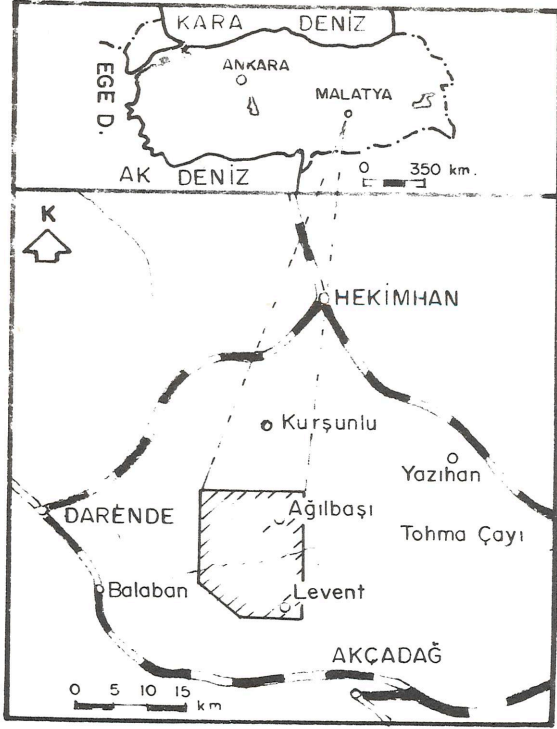 KARA DENİZ
EGE D.
ANKARA
MALATYA
AK DENİZ
0 350 km.
K
HEKİMHAN
Kurşunlu
Yazıhan
DARENDE
Ağılbaşı
Tohma Çayı
Balaban
Levent
AKÇADAĞ
0 5 10 15
km